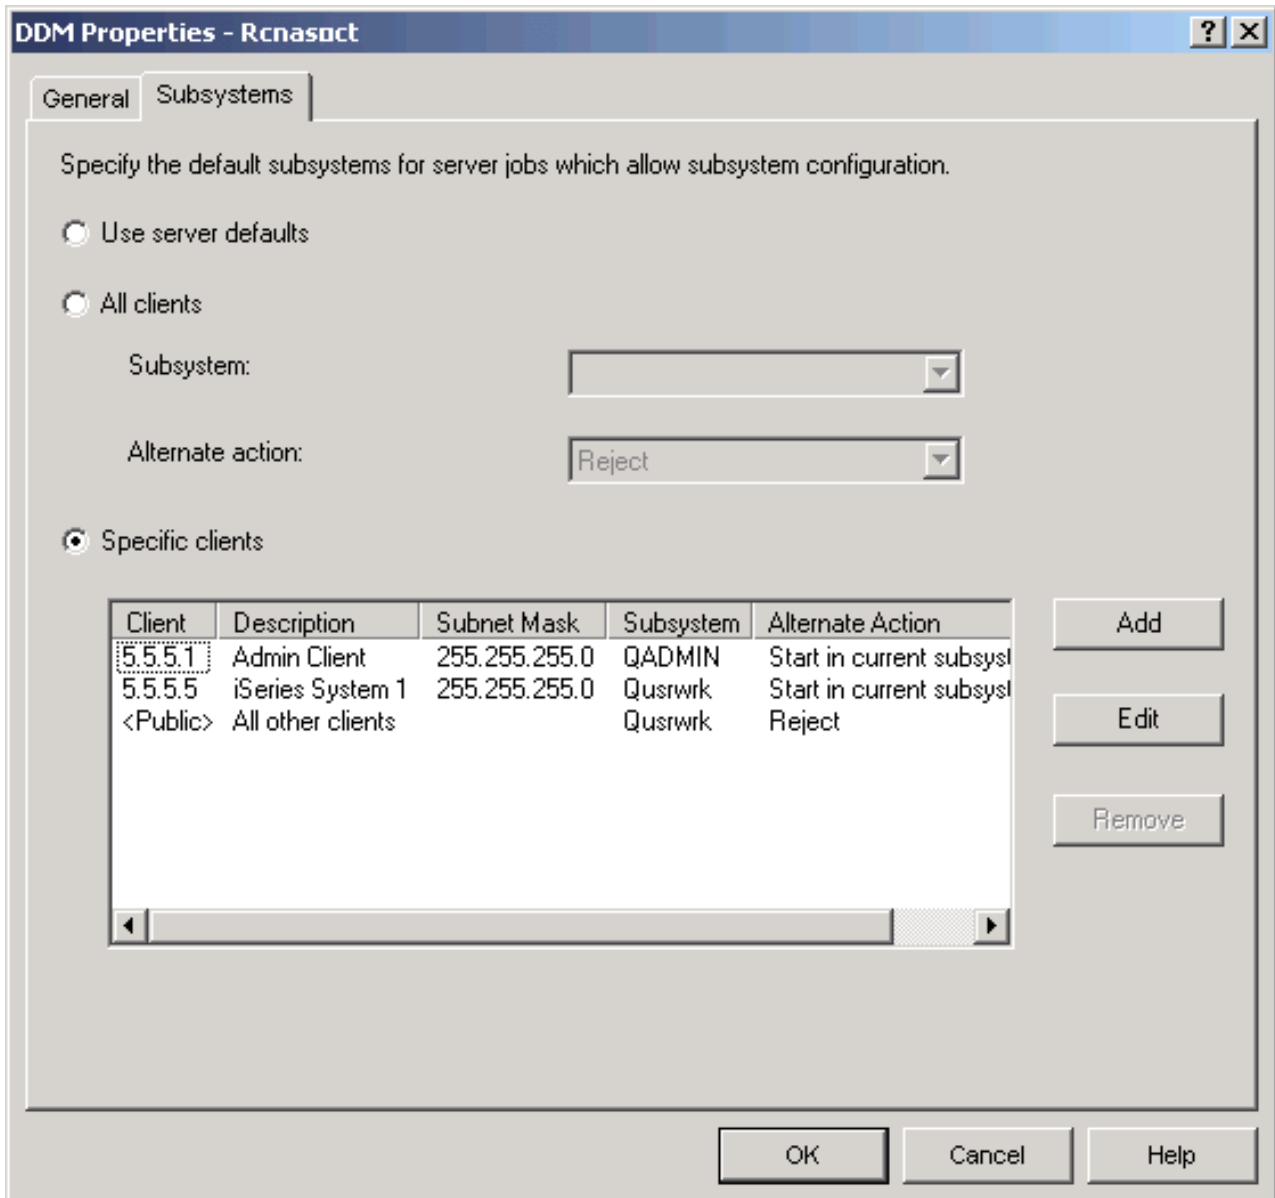 DDM Properties - Rcnasoct
General Subsystems
Specify the default subsystems for server jobs which allow subsystem configuration.
Use server defaults
All clients
Subsystem:
Alternate action: Reject
Specific clients
Client Description Subnet Mask Subsystem Alternate Action
5.5.5.1 Admin Client 255.255.255.0 QADMIN Start in current subsyst
5.5.5.5 iSeries System 1 255.255.255.0 Qusrwrk Start in current subsyst
<Public> All other clients Qusrwrk Reject
Add
Edit
Remove
OK Cancel Help